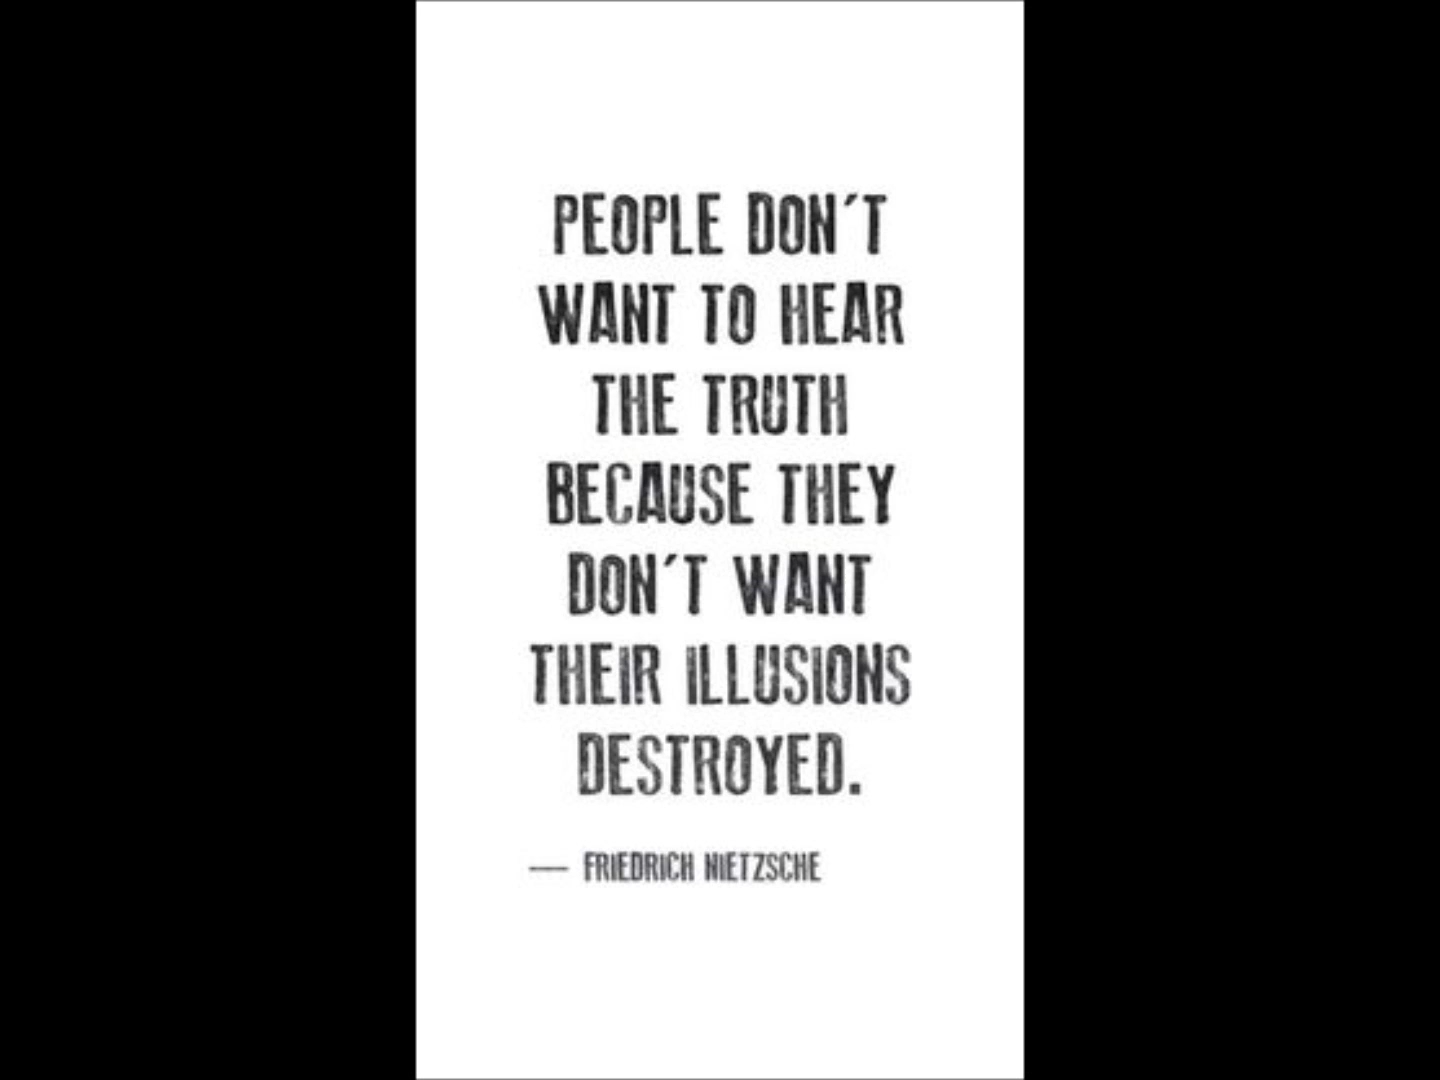 PEOPLE DON´T
WANT TO HEAR
THE TRUTH
BECAUSE THEY
DON´T WANT
THEIR ILLUSIONS
DESTROYED.
— FRIEDRICH NIETZSCHE